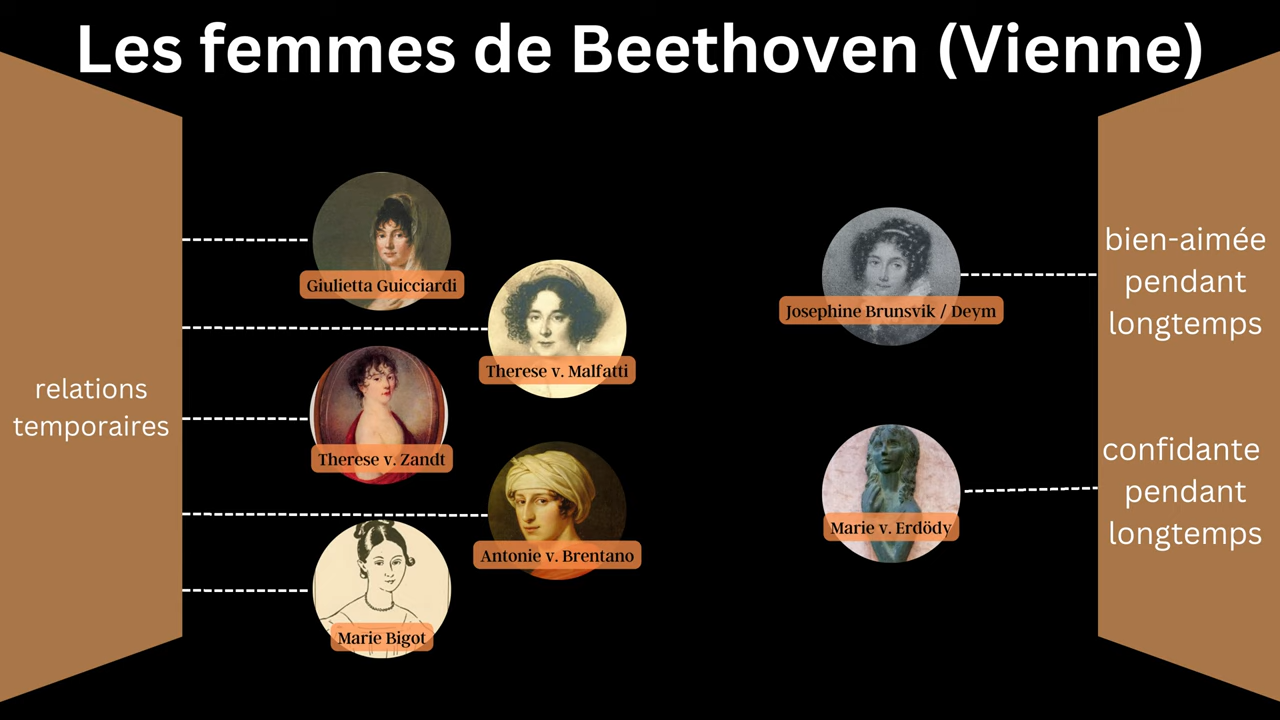 Les femmes de Beethoven (Vienne)
relations
temporaires
Giulietta Guicciardi
Therese v. Malfatti
Therese v. Zandt
Antonie v. Brentano
Marie Bigot
Josephine Brunsvik / Deym
bien-aimée
pendant
longtemps
Marie v. Erdödy
confidante
pendant
longtemps